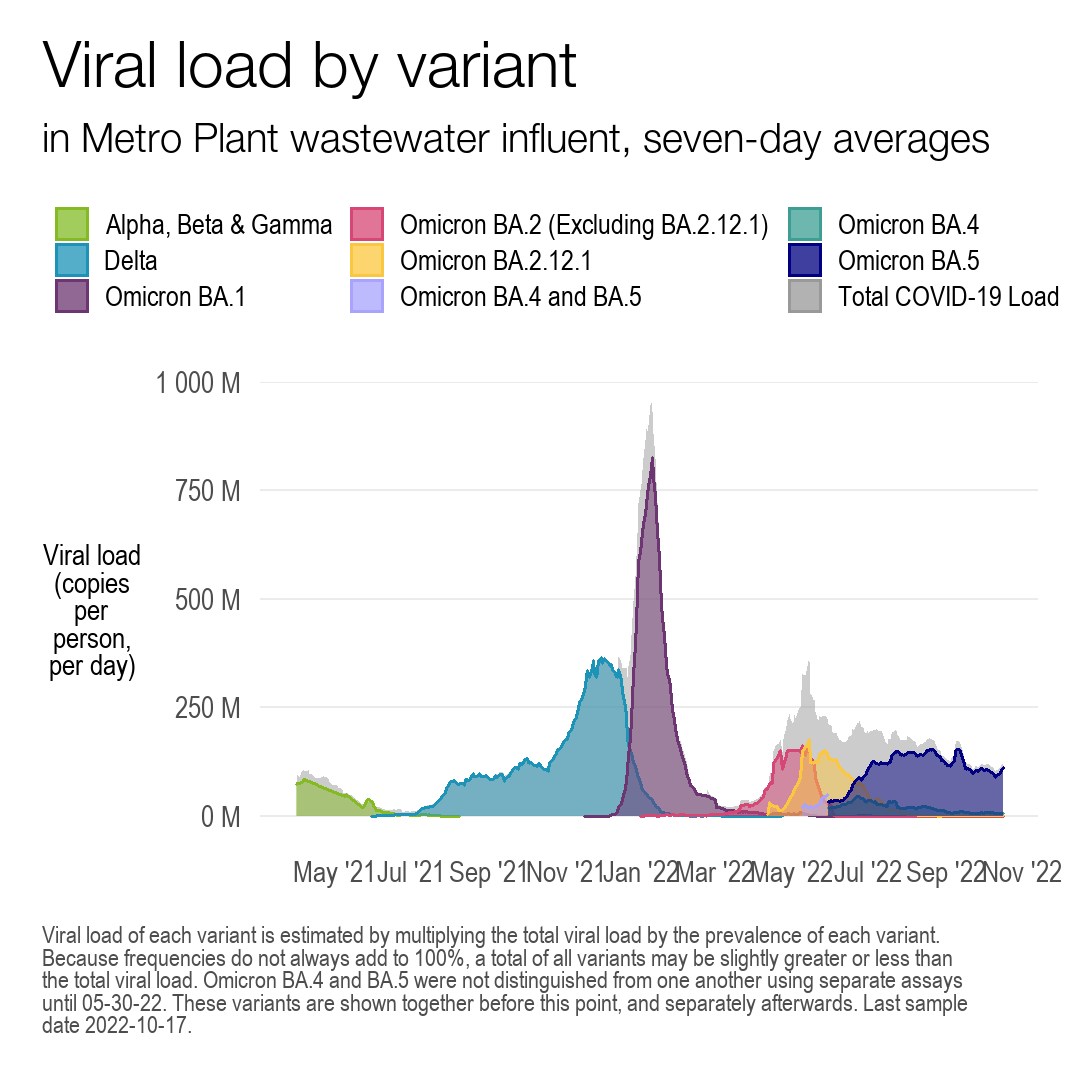 Viral load by variant
in Metro Plant wastewater influent, seven-day averages
Alpha, Beta & Gamma
Delta
Omicron BA.1
Omicron BA.2 (Excluding BA.2.12.1)
Omicron BA.2.12.1
Omicron BA.4 and BA.5
Omicron BA.4
Omicron BA.5
Total COVID-19 Load
1 000 M
750 M
500 M
250 M
0 M
Viral load
(copies
per
person,
per day)
May '21 Jul '21 Sep '21 Nov '21 Jan '22 Mar '22 May '22 Jul '22 Sep '22 Nov '22
Viral load of each variant is estimated by multiplying the total viral load by the prevalence of each variant.
Because frequencies do not always add to 100%, a total of all variants may be slightly greater or less than
the total viral load. Omicron BA.4 and BA.5 were not distinguished from one another using separate assays
until 05-30-22. These variants are shown together before this point, and separately afterwards. Last sample
date 2022-10-17.